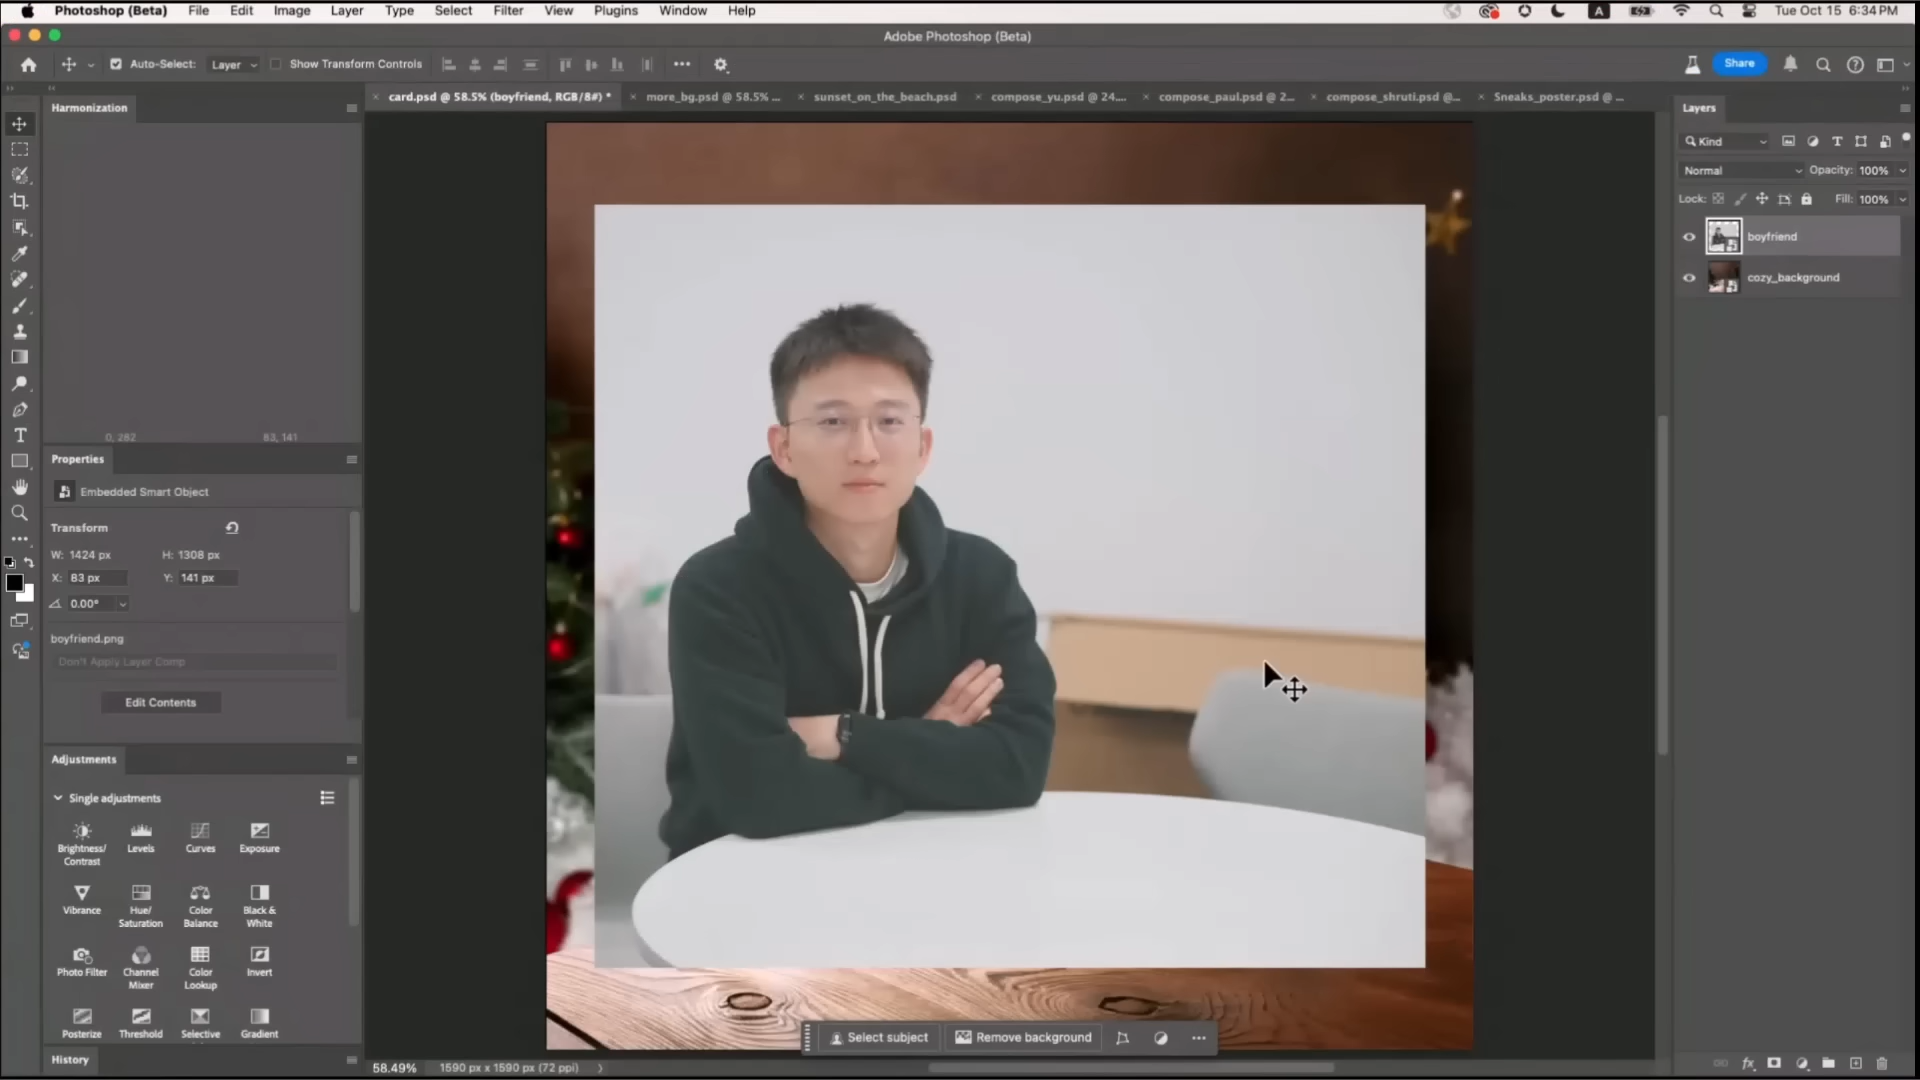 Photoshop (Beta) File Edit Image Layer Type Select Filter View Plugins Window Help A Tue Oct 15 6:34 PM
Adobe Photoshop (Beta)
Auto-Select: Layer Show Transform Controls Share
Harmonization card.psd @ 58.5% (boyfriend, RGB/8#) * more_bg.psd @ 58.5% ... sunset_on_the_beach.psd compose_yu.psd @ 24.... compose_paul.psd @ 2... compose_shruti.psd @... Sneaks_poster.psd @ ... Layers
Kind
Normal Opacity: 100%
Lock: Fill: 100%
boyfriend
cozy_background
0, 282 83, 141
Properties
Embedded Smart Object
Transform
W: 1424 px H: 1308 px
X: 83 px Y: 141 px
0.00°
boyfriend.png
Don't Apply Layer Comp
Edit Contents
Adjustments
Single adjustments
Brightness/
Contrast
Levels
Curves
Exposure
Vibrance
Hue/
Saturation
Color
Balance
Black &
White
Photo Filter
Channel
Mixer
Color
Lookup
Invert
Posterize
Threshold
Selective
Gradient
Select subject Remove background
History
58.49% 1590 px x 1590 px (72 ppi)